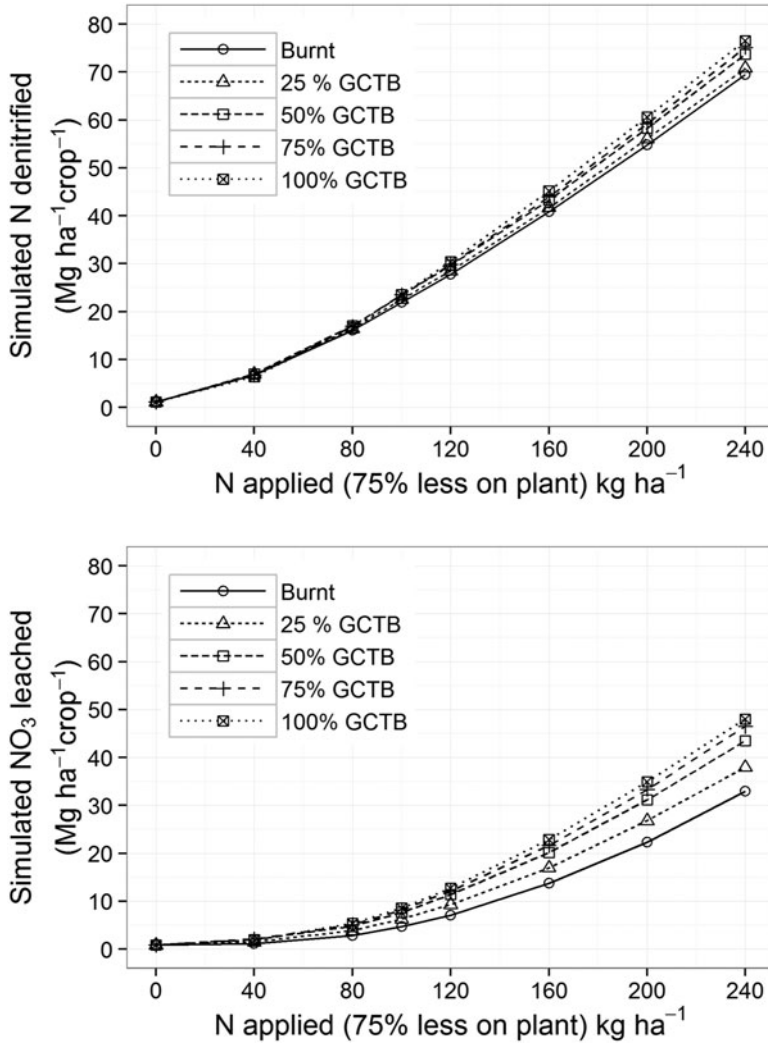 Simulated N denitrified
(Mg ha⁻¹crop⁻¹)
80
70
60
50
40
30
20
10
0
Burnt
25 % GCTB
50% GCTB
75% GCTB
100% GCTB
0 40 80 100 120 160 200 240
N applied (75% less on plant) kg ha⁻¹
Simulated NO₃ leached
(Mg ha⁻¹crop⁻¹)
80
70
60
50
40
30
20
10
0
Burnt
25 % GCTB
50% GCTB
75% GCTB
100% GCTB
0 40 80 100 120 160 200 240
N applied (75% less on plant) kg ha⁻¹